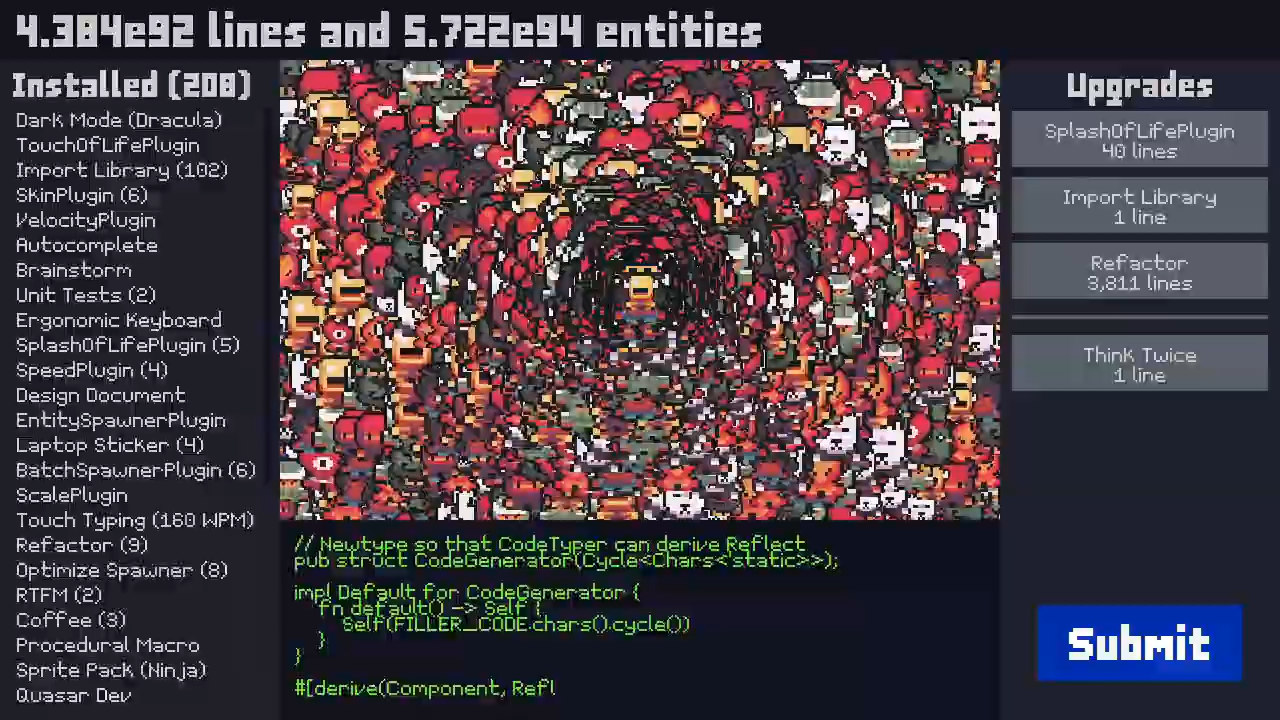 4.384e92 lines and 5.722e94 entities
Installed (208)
Dark Mode (Dracula)
TouchOfLifePlugin
Import Library (102)
SkinPlugin (6)
VelocityPlugin
Autocomplete
Brainstorm
Unit Tests (2)
Ergonomic Keyboard
SplashOfLifePlugin (5)
SpeedPlugin (4)
Design Document
EntitySpawnerPlugin
Laptop Sticker (4)
BatchSpawnerPlugin (6)
ScalePlugin
Touch Typing (160 WPM)
Refactor (9)
Optimize Spawner (8)
RTFM (2)
Coffee (3)
Procedural Macro
Sprite Pack (Ninja)
Quasar Dev
// Newtype so that CodeTyper can derive Reflect
pub struct CodeGenerator(Cycle<Chars<'static>>);
impl Default for CodeGenerator {
fn default() -> Self {
Self(FILLER_CODE.chars().cycle())
}
}
#[derive(Component, Refl
Upgrades
SplashOfLifePlugin
40 lines
Import Library
1 line
Refactor
3,811 lines
Think Twice
1 line
Submit